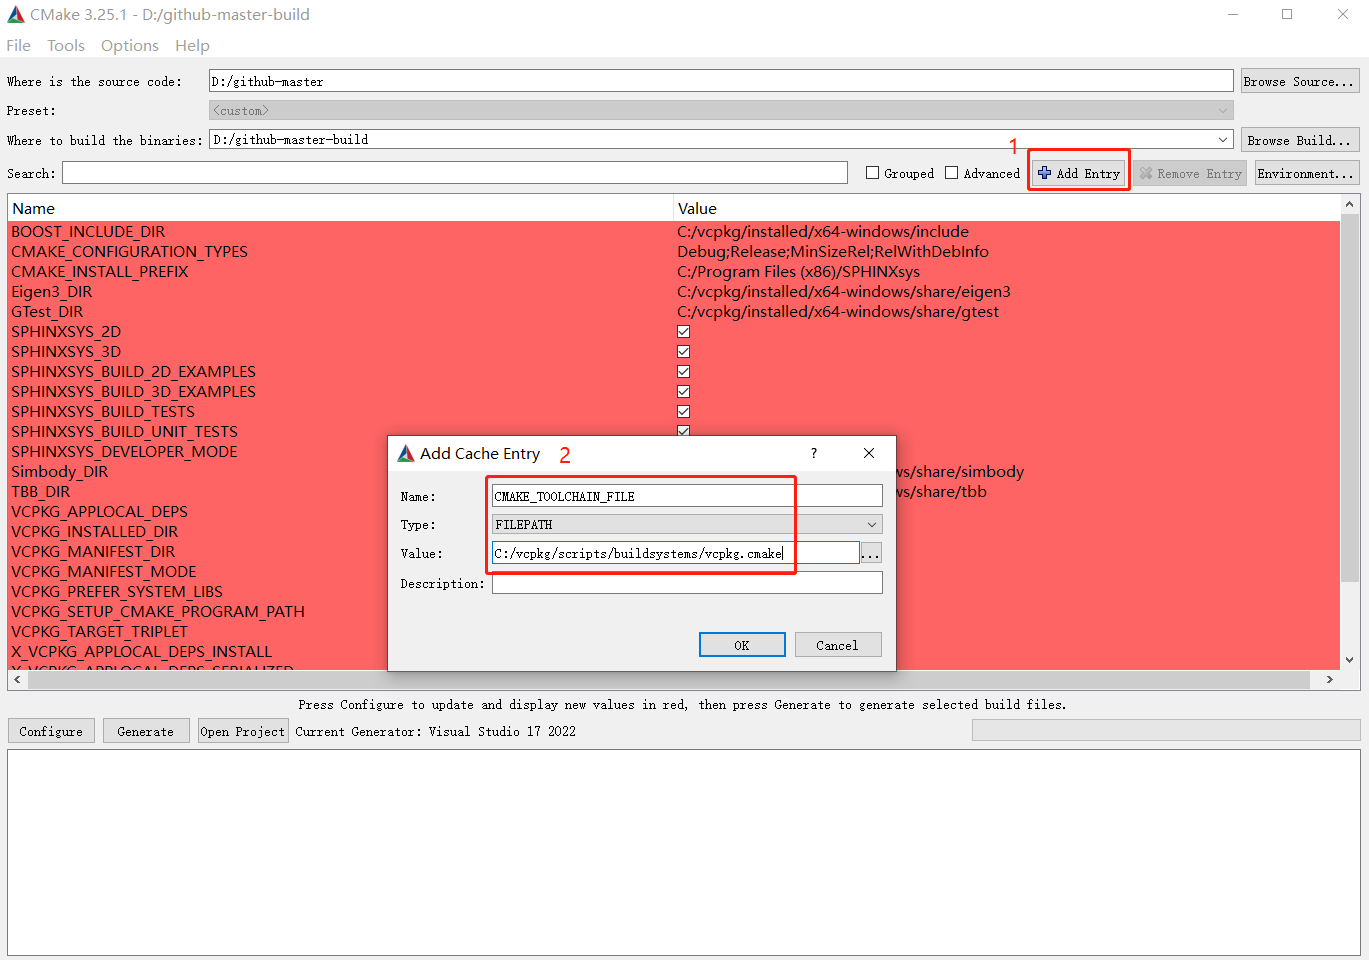 CMake 3.25.1 - D:/github-master-build
File Tools Options Help
Where is the source code: D:/github-master Browse Source...
Preset: <custom>
Where to build the binaries: D:/github-master-build Browse Build...
1
Search: Grouped Advanced Add Entry Remove Entry Environment...
Name Value
BOOST_INCLUDE_DIR C:/vcpkg/installed/x64-windows/include
CMAKE_CONFIGURATION_TYPES Debug;Release;MinSizeRel;RelWithDebInfo
CMAKE_INSTALL_PREFIX C:/Program Files (x86)/SPHINXsys
Eigen3_DIR C:/vcpkg/installed/x64-windows/share/eigen3
GTest_DIR C:/vcpkg/installed/x64-windows/share/gtest
SPHINXSYS_2D
SPHINXSYS_3D
SPHINXSYS_BUILD_2D_EXAMPLES
SPHINXSYS_BUILD_3D_EXAMPLES
SPHINXSYS_BUILD_TESTS
SPHINXSYS_BUILD_UNIT_TESTS
SPHINXSYS_DEVELOPER_MODE
Simbody_DIR ws/share/simbody
TBB_DIR ws/share/tbb
VCPKG_APPLOCAL_DEPS
VCPKG_INSTALLED_DIR
VCPKG_MANIFEST_DIR
VCPKG_MANIFEST_MODE
VCPKG_PREFER_SYSTEM_LIBS
VCPKG_SETUP_CMAKE_PROGRAM_PATH
VCPKG_TARGET_TRIPLET
X_VCPKG_APPLOCAL_DEPS_INSTALL
X_VCPKG_APPLOCAL_DEPS_SERIALIZED
Add Cache Entry 2 ?
Name: CMAKE_TOOLCHAIN_FILE
Type: FILEPATH
Value: C:/vcpkg/scripts/buildsystems/vcpkg.cmake ...
Description:
OK Cancel
Press Configure to update and display new values in red, then press Generate to generate selected build files.
Configure Generate Open Project Current Generator: Visual Studio 17 2022